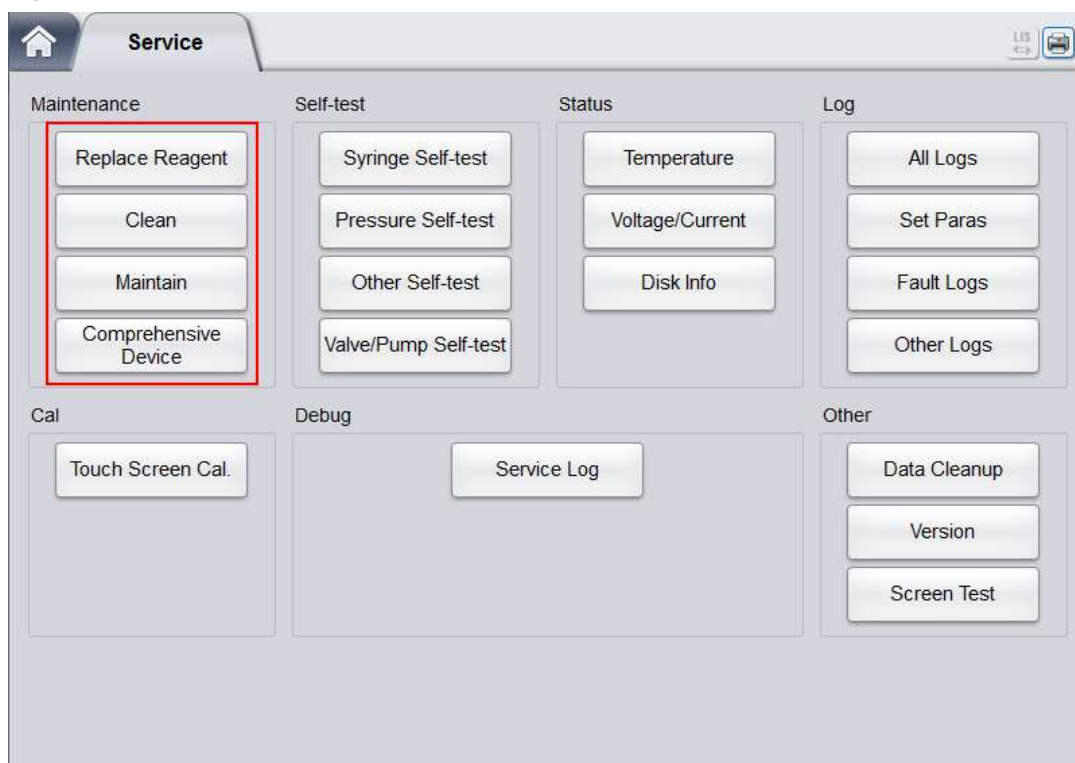 Service
LIS
Maintenance
Replace Reagent
Clean
Maintain
Comprehensive
Device
Self-test
Syringe Self-test
Pressure Self-test
Other Self-test
Valve/Pump Self-test
Status
Temperature
Voltage/Current
Disk Info
Log
All Logs
Set Paras
Fault Logs
Other Logs
Cal
Touch Screen Cal.
Debug
Service Log
Other
Data Cleanup
Version
Screen Test